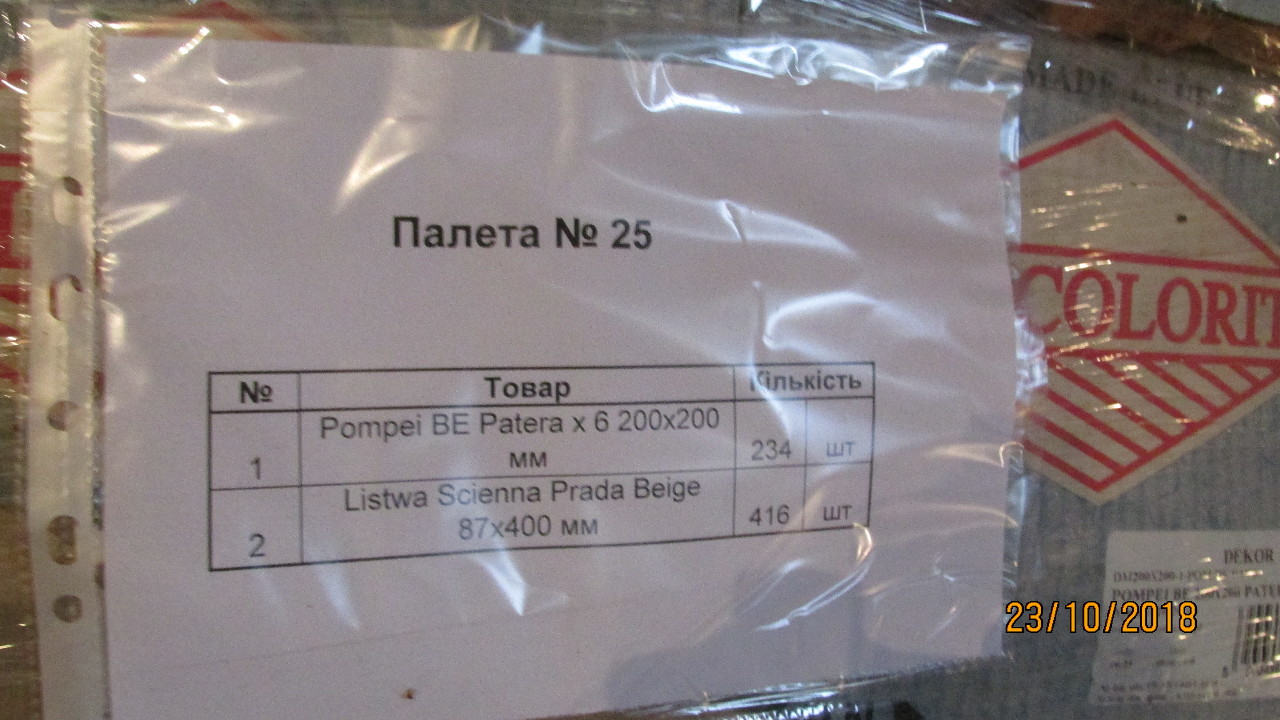 Палета № 25
№ Товар Кількість
Pompei BE Patera x 6 200x200
1 мм 234 шт
Listwa Scienna Prada Beige
2 87x400 мм 416 шт
MADE
COLORIT
DEKOR
POMPEI BE
23/10/2018